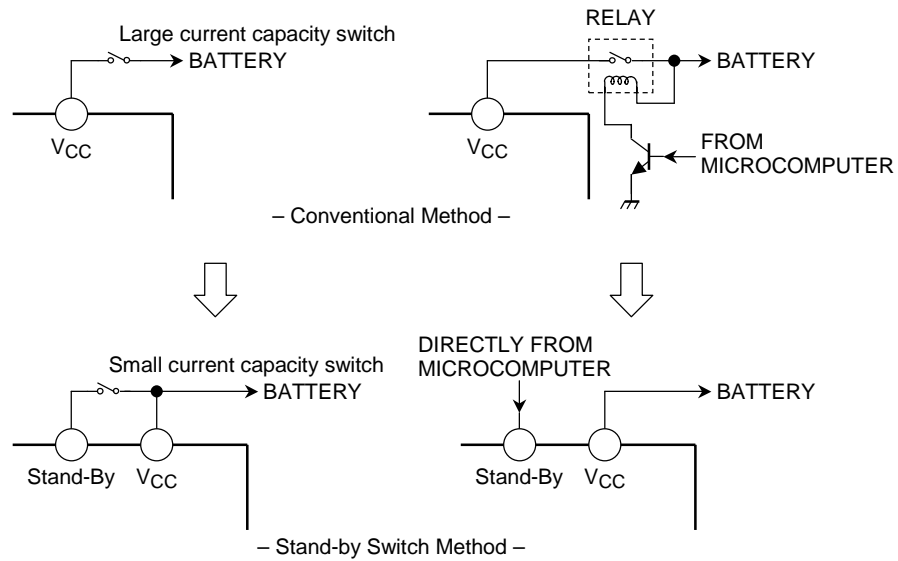 Large current capacity switch
BATTERY
VCC
RELAY
BATTERY
VCC
FROM
MICROCOMPUTER
– Conventional Method –
Small current capacity switch
BATTERY
Stand-By
VCC
DIRECTLY FROM
MICROCOMPUTER
BATTERY
Stand-By
VCC
– Stand-by Switch Method –